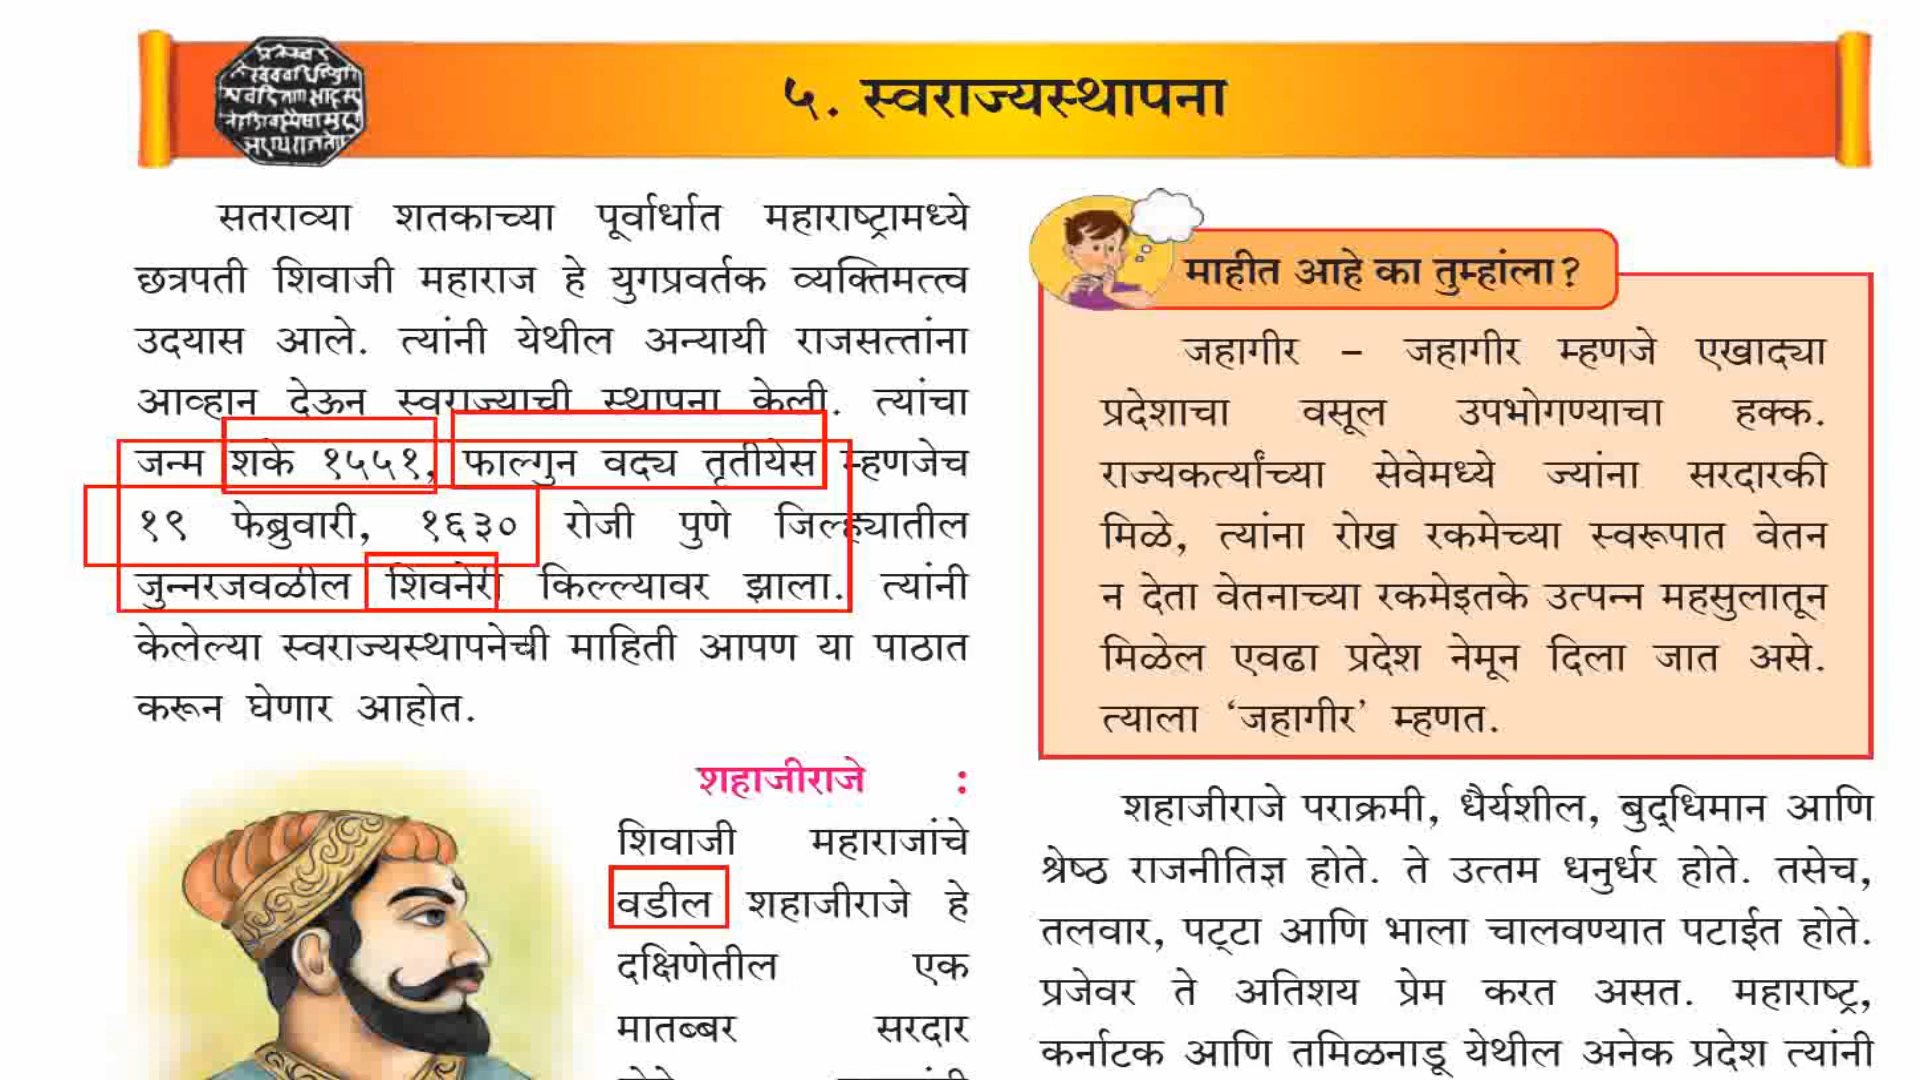 ५. स्वराज्यस्थापना
सतराव्या शतकाच्या पूर्वार्धात महाराष्ट्रामध्ये
छत्रपती शिवाजी महाराज हे युगप्रवर्तक व्यक्तिमत्त्व
उदयास आले. त्यांनी येथील अन्यायी राजसत्तांना
आव्हान देऊन स्वराज्याची स्थापना केली. त्यांचा
जन्म शके १५५१, फाल्गुन वद्य तृतीयेस म्हणजेच
१९ फेब्रुवारी, १६३० रोजी पुणे जिल्ह्यातील
जुन्नरजवळील शिवनेरी किल्ल्यावर झाला. त्यांनी
केलेल्या स्वराज्यस्थापनेची माहिती आपण या पाठात
करून घेणार आहोत.
शहाजीराजे :
शिवाजी महाराजांचे
वडील शहाजीराजे हे
दक्षिणेतील एक
मातब्बर सरदार
माहीत आहे का तुम्हांला?
जहागीर – जहागीर म्हणजे एखाद्या
प्रदेशाचा वसूल उपभोगण्याचा हक्क.
राज्यकर्त्यांच्या सेवेमध्ये ज्यांना सरदारकी
मिळे, त्यांना रोख रकमेच्या स्वरूपात वेतन
न देता वेतनाच्या रकमेइतके उत्पन्न महसुलातून
मिळेल एवढा प्रदेश नेमून दिला जात असे.
त्याला ‘जहागीर’ म्हणत.
शहाजीराजे पराक्रमी, धैर्यशील, बुद्‌धिमान आणि
श्रेष्ठ राजनीतिज्ञ होते. ते उत्तम धनुर्धर होते. तसेच,
तलवार, पट्‌टा आणि भाला चालवण्यात पटाईत होते.
प्रजेवर ते अतिशय प्रेम करत असत. महाराष्ट्र,
कर्नाटक आणि तमिळनाडू येथील अनेक प्रदेश त्यांनी